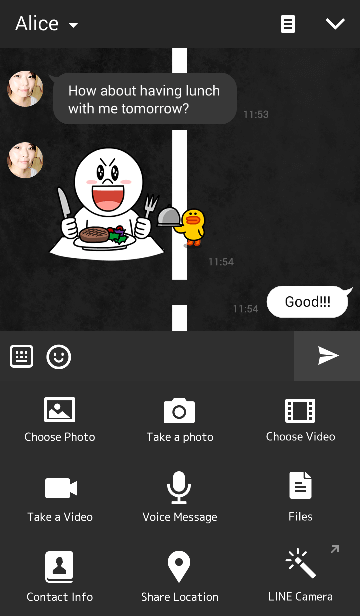 Alice
How about having lunch
with me tomorrow?
11:53
11:54
11:54
Good!!!
Choose Photo
Take a photo
Choose Video
Take a Video
Voice Message
Files
Contact Info
Share Location
LINE Camera